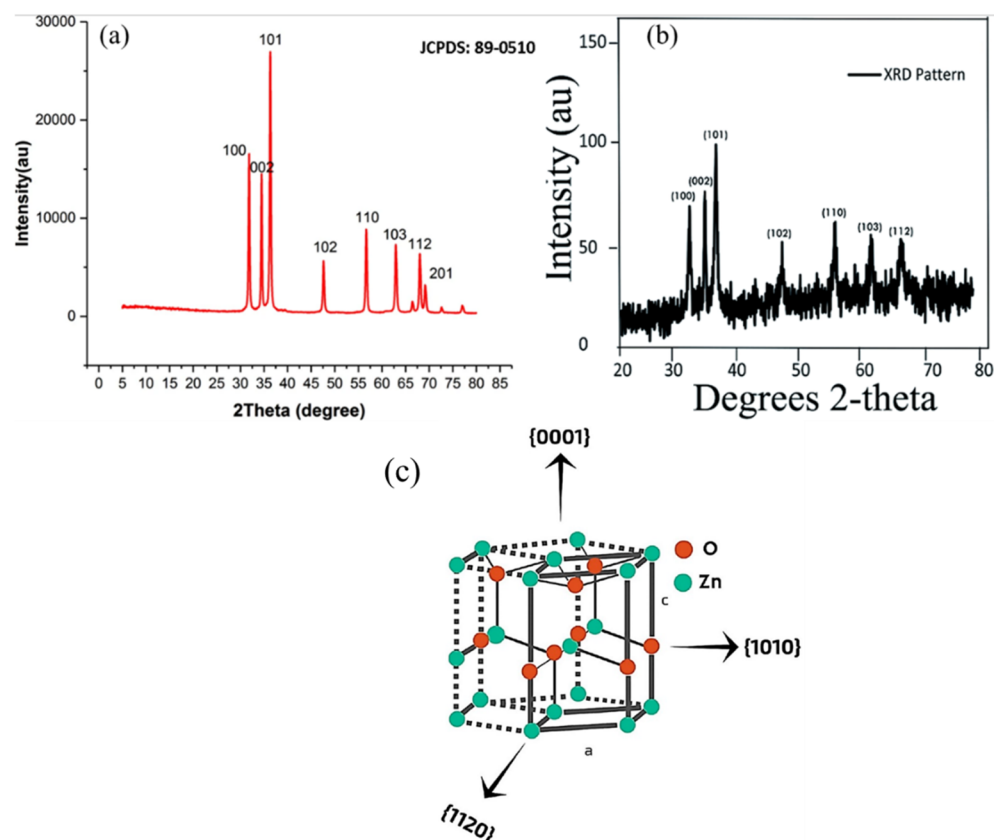 (a)
JCPDS: 89-0510
Intensity(au)
30000
20000
10000
0
100
002
101
102
110
103
112
201
0 5 10 15 20 25 30 35 40 45 50 55 60 65 70 75 80 85
2Theta (degree)
(b)
XRD Pattern
Intensity (au)
150
100
50
0
(100)
(002)
(101)
(102)
(110)
(103)
(112)
20 30 40 50 60 70 80
Degrees 2-theta
(c)
{0001}
O
Zn
c
{1010}
a
{1120}